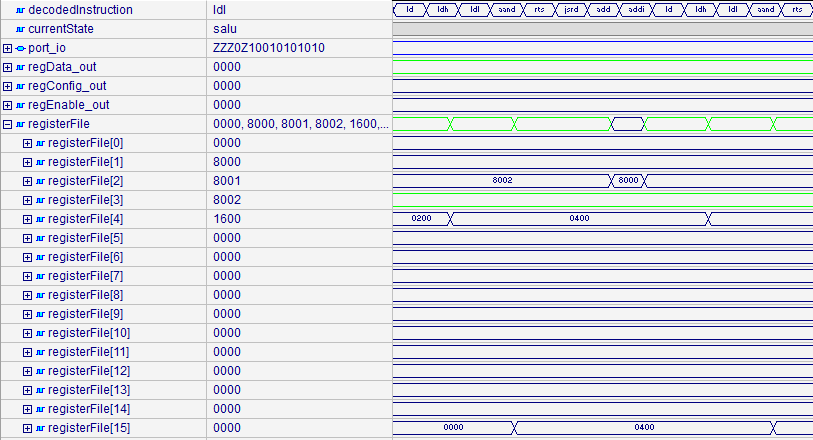 decodedInstruction ldl ld ldh ldl aand rts jsrd add addi ld ldh ldl aand rts
currentState salu
port_io ZZZ0Z10010101010
regData_out 0000
regConfig_out 0000
regEnable_out 0000
registerFile 0000, 8000, 8001, 8002, 1600,...
registerFile[0] 0000
registerFile[1] 8000
registerFile[2] 8001 8002 8000
registerFile[3] 8002
registerFile[4] 1600 0200 0400
registerFile[5] 0000
registerFile[6] 0000
registerFile[7] 0000
registerFile[8] 0000
registerFile[9] 0000
registerFile[10] 0000
registerFile[11] 0000
registerFile[12] 0000
registerFile[13] 0000
registerFile[14] 0000
registerFile[15] 0000 0000 0400